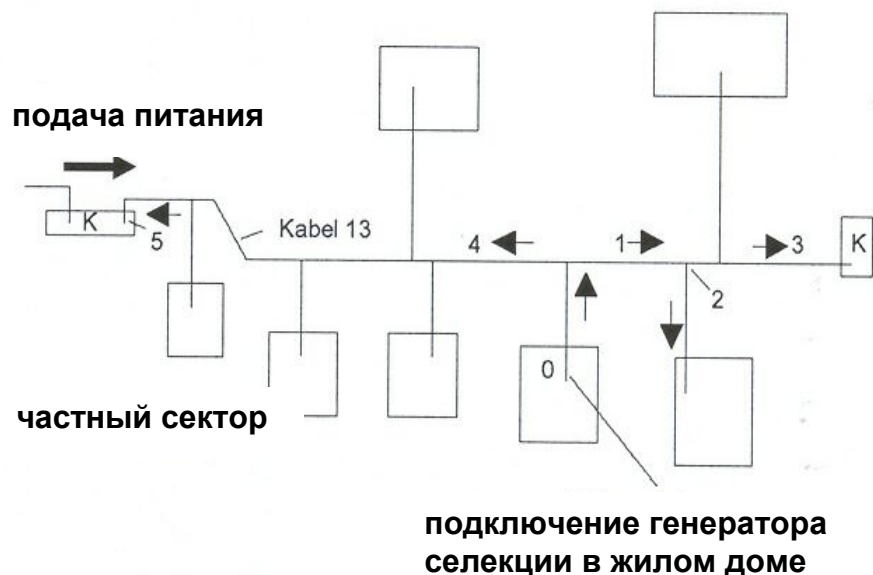 подача питания
K
5
Kabel 13
4
1
3
K
2
0
частный сектор
подключение генератора
селекции в жилом доме